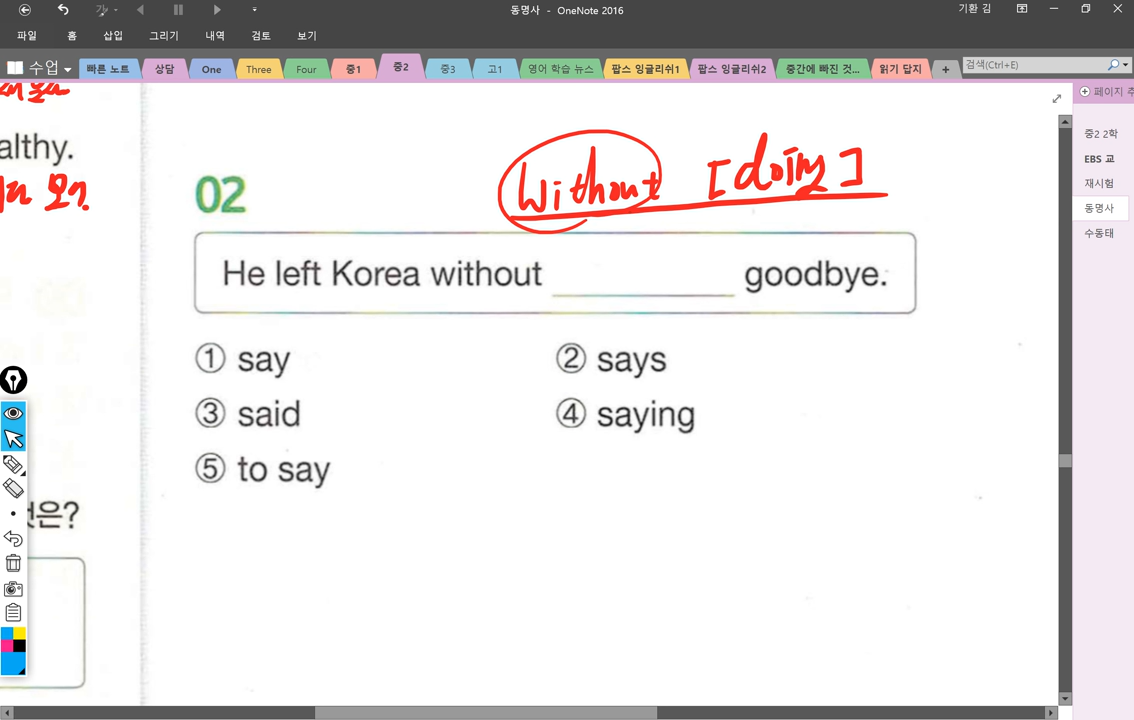 동명사 - OneNote 2016
기환 김
파일 홈 삽입 그리기 내역 검토 보기
수업 빠른 노트 상담 One Three Four 중1 중2 중3 고1 영어 학습 뉴스 팝스 잉글리쉬1 팝스 잉글리쉬2 중간에 빠진 것... 읽기 답지 + 검색(Ctrl+E)
페이지 추
중2 2학
EBS 교
재시험
동명사
수동태
althy.
without [doing]
02
He left Korea without ________ goodbye.
① say ② says
③ said ④ saying
⑤ to say
것은?